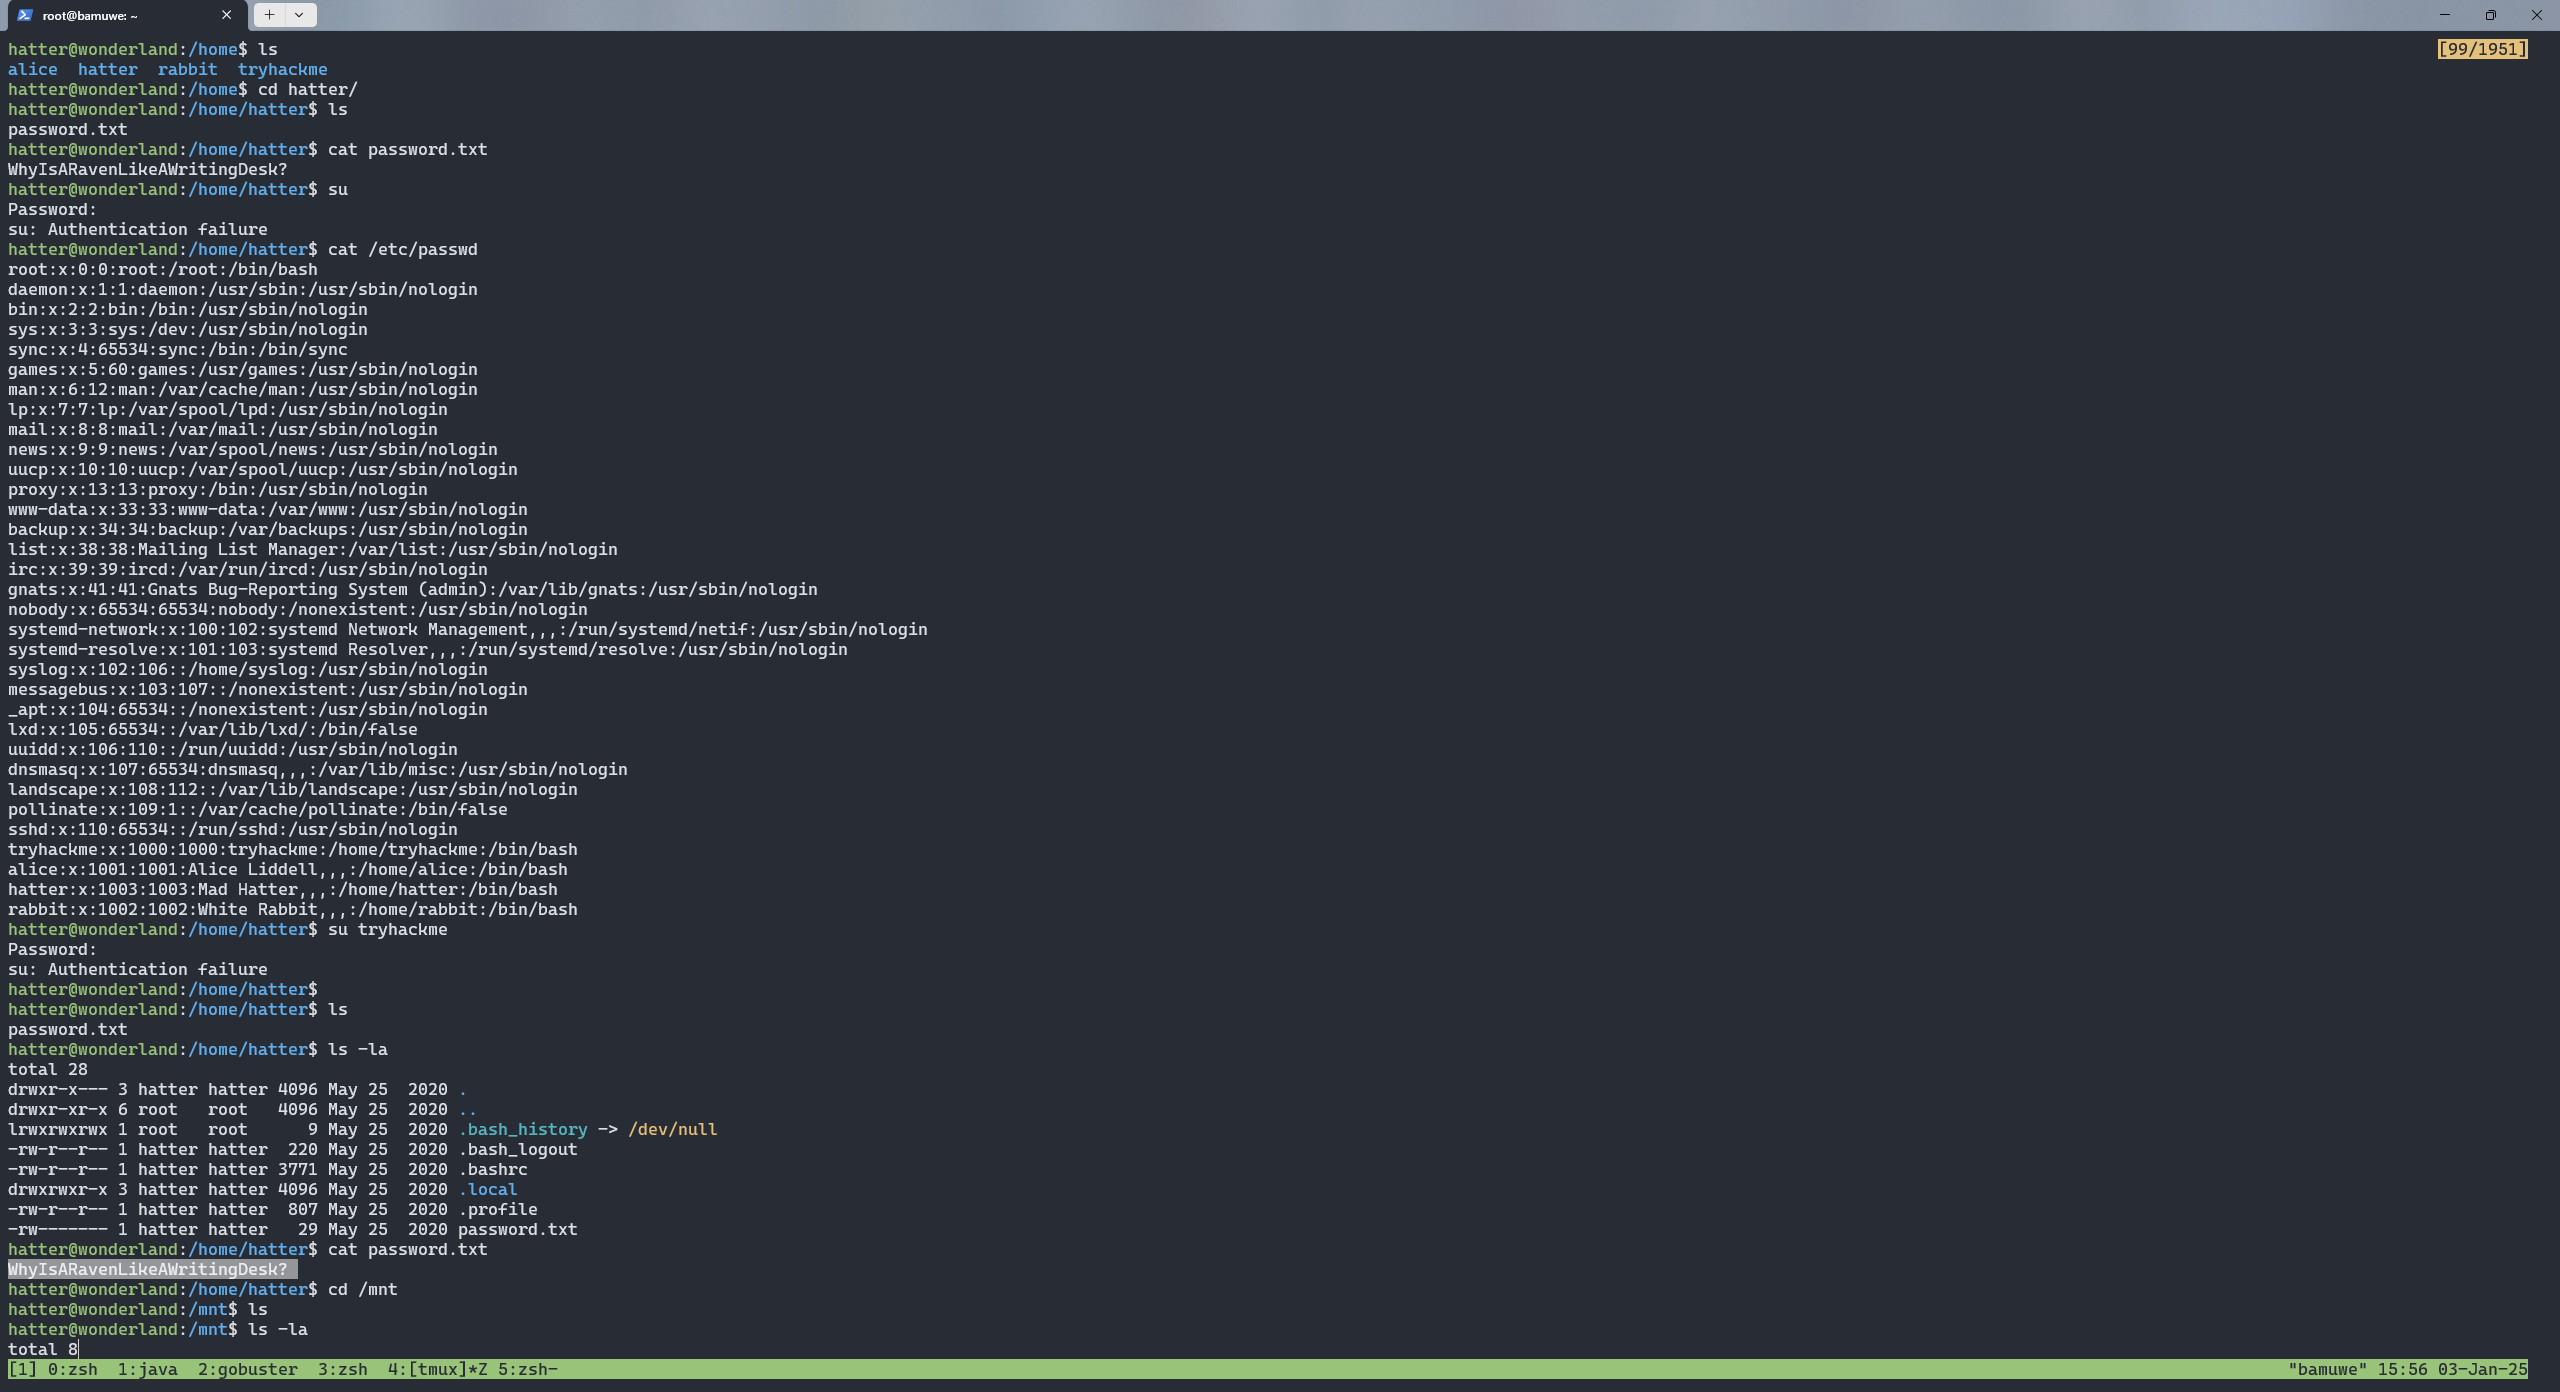 root@bamuwe: ~
hatter@wonderland:/home$ ls
[99/1951]
alice  hatter  rabbit  tryhackme
hatter@wonderland:/home$ cd hatter/
hatter@wonderland:/home/hatter$ ls
password.txt
hatter@wonderland:/home/hatter$ cat password.txt
WhyIsARavenLikeAWritingDesk?
hatter@wonderland:/home/hatter$ su
Password:
su: Authentication failure
hatter@wonderland:/home/hatter$ cat /etc/passwd
root:x:0:0:root:/root:/bin/bash
daemon:x:1:1:daemon:/usr/sbin:/usr/sbin/nologin
bin:x:2:2:bin:/bin:/usr/sbin/nologin
sys:x:3:3:sys:/dev:/usr/sbin/nologin
sync:x:4:65534:sync:/bin:/bin/sync
games:x:5:60:games:/usr/games:/usr/sbin/nologin
man:x:6:12:man:/var/cache/man:/usr/sbin/nologin
lp:x:7:7:lp:/var/spool/lpd:/usr/sbin/nologin
mail:x:8:8:mail:/var/mail:/usr/sbin/nologin
news:x:9:9:news:/var/spool/news:/usr/sbin/nologin
uucp:x:10:10:uucp:/var/spool/uucp:/usr/sbin/nologin
proxy:x:13:13:proxy:/bin:/usr/sbin/nologin
www-data:x:33:33:www-data:/var/www:/usr/sbin/nologin
backup:x:34:34:backup:/var/backups:/usr/sbin/nologin
list:x:38:38:Mailing List Manager:/var/list:/usr/sbin/nologin
irc:x:39:39:ircd:/var/run/ircd:/usr/sbin/nologin
gnats:x:41:41:Gnats Bug-Reporting System (admin):/var/lib/gnats:/usr/sbin/nologin
nobody:x:65534:65534:nobody:/nonexistent:/usr/sbin/nologin
systemd-network:x:100:102:systemd Network Management,,,:/run/systemd/netif:/usr/sbin/nologin
systemd-resolve:x:101:103:systemd Resolver,,,:/run/systemd/resolve:/usr/sbin/nologin
syslog:x:102:106::/home/syslog:/usr/sbin/nologin
messagebus:x:103:107::/nonexistent:/usr/sbin/nologin
_apt:x:104:65534::/nonexistent:/usr/sbin/nologin
lxd:x:105:65534::/var/lib/lxd/:/bin/false
uuidd:x:106:110::/run/uuidd:/usr/sbin/nologin
dnsmasq:x:107:65534:dnsmasq,,,:/var/lib/misc:/usr/sbin/nologin
landscape:x:108:112::/var/lib/landscape:/usr/sbin/nologin
pollinate:x:109:1::/var/cache/pollinate:/bin/false
sshd:x:110:65534::/run/sshd:/usr/sbin/nologin
tryhackme:x:1000:1000:tryhackme:/home/tryhackme:/bin/bash
alice:x:1001:1001:Alice Liddell,,,:/home/alice:/bin/bash
hatter:x:1003:1003:Mad Hatter,,,:/home/hatter:/bin/bash
rabbit:x:1002:1002:White Rabbit,,,:/home/rabbit:/bin/bash
hatter@wonderland:/home/hatter$ su tryhackme
Password:
su: Authentication failure
hatter@wonderland:/home/hatter$
hatter@wonderland:/home/hatter$ ls
password.txt
hatter@wonderland:/home/hatter$ ls -la
total 28
drwxr-x--- 3 hatter hatter 4096 May 25  2020 .
drwxr-xr-x 6 root   root   4096 May 25  2020 ..
lrwxrwxrwx 1 root   root      9 May 25  2020 .bash_history -> /dev/null
-rw-r--r-- 1 hatter hatter  220 May 25  2020 .bash_logout
-rw-r--r-- 1 hatter hatter 3771 May 25  2020 .bashrc
drwxrwxr-x 3 hatter hatter 4096 May 25  2020 .local
-rw-r--r-- 1 hatter hatter  807 May 25  2020 .profile
-rw------- 1 hatter hatter   29 May 25  2020 password.txt
hatter@wonderland:/home/hatter$ cat password.txt
WhyIsARavenLikeAWritingDesk?
hatter@wonderland:/home/hatter$ cd /mnt
hatter@wonderland:/mnt$ ls
hatter@wonderland:/mnt$ ls -la
total 8
[1] 0:zsh  1:java  2:gobuster  3:zsh  4:[tmux]*Z 5:zsh-    "bamuwe" 15:56 03-Jan-25